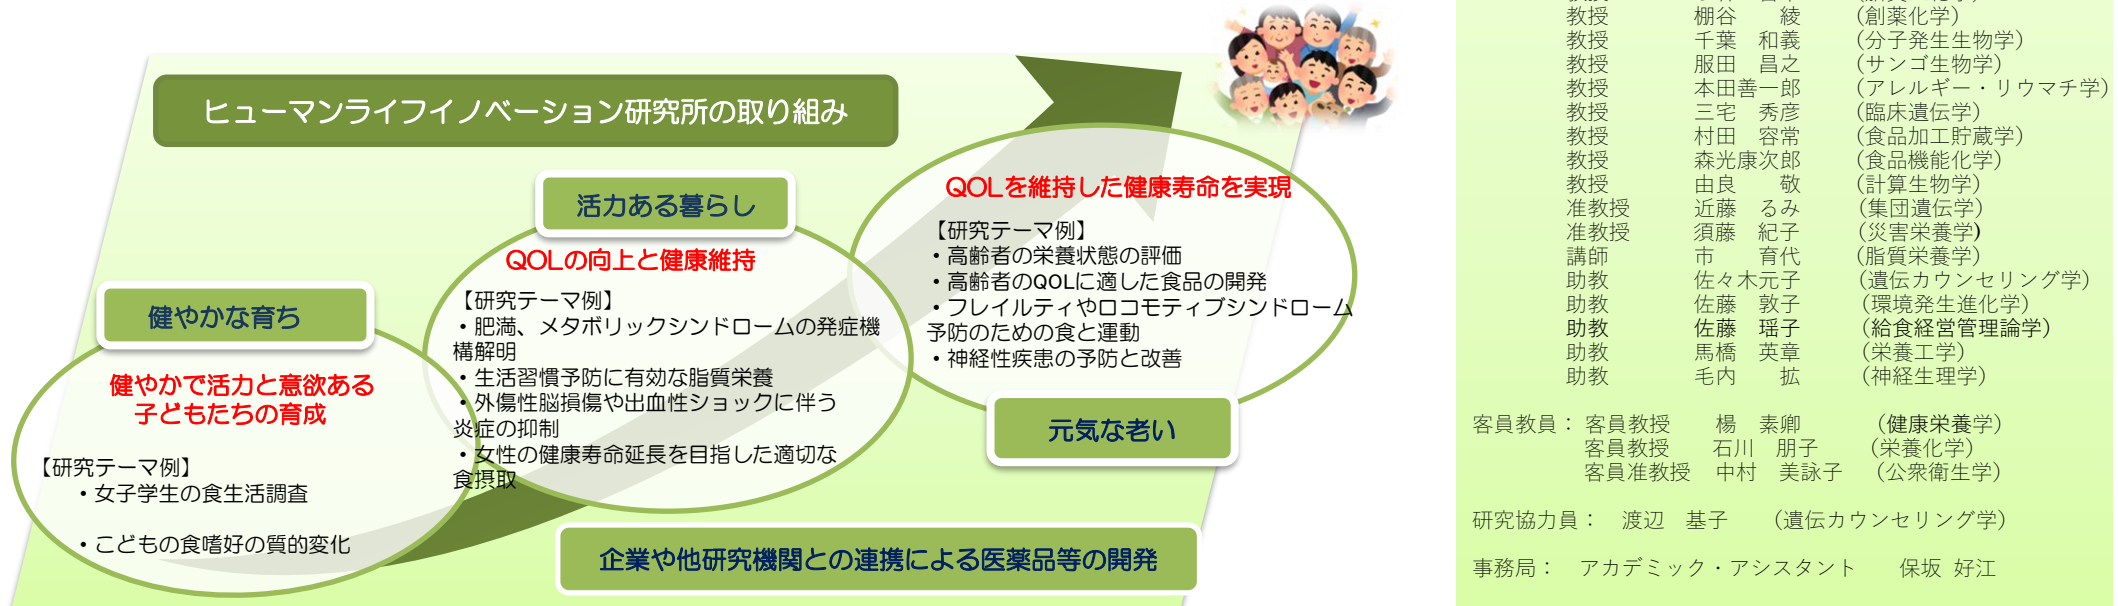 ヒューマンライフイノベーション研究所の取り組み
健やかな育ち
健やかで活力と意欲ある
子どもたちの育成
【研究テーマ例】
・女子学生の食生活調査
・こどもの食嗜好の質的変化
活力ある暮らし
QOLの向上と健康維持
【研究テーマ例】
・肥満、メタボリックシンドロームの発症機
構解明
・生活習慣予防に有効な脂質栄養
・外傷性脳損傷や出血性ショックに伴う
炎症の抑制
・女性の健康寿命延長を目指した適切な
食摂取
QOLを維持した健康寿命を実現
【研究テーマ例】
・高齢者の栄養状態の評価
・高齢者のQOLに適した食品の開発
・フレイルティやロコモティブシンドローム
予防のための食と運動
・神経性疾患の予防と改善
元気な老い
企業や他研究機関との連携による医薬品等の開発
教授 棚谷 綾 (創薬化学)
教授 千葉 和義 (分子発生生物学)
教授 服田 昌之 (サンゴ生物学)
教授 本田善一郎 (アレルギー・リウマチ学)
教授 三宅 秀彦 (臨床遺伝学)
教授 村田 容常 (食品加工貯蔵学)
教授 森光康次郎 (食品機能化学)
教授 由良 敬 (計算生物学)
准教授 近藤 るみ (集団遺伝学)
准教授 須藤 紀子 (災害栄養学)
講師 市 育代 (脂質栄養学)
助教 佐々木元子 (遺伝カウンセリング学)
助教 佐藤 敦子 (環境発生進化学)
助教 佐藤 瑶子 (給食経営管理論学)
助教 馬橋 英章 (栄養工学)
助教 毛内 拡 (神経生理学)
客員教員： 客員教授 楊 素卿 (健康栄養学)
客員教授 石川 朋子 (栄養化学)
客員准教授 中村 美詠子 (公衆衛生学)
研究協力員： 渡辺 基子 (遺伝カウンセリング学)
事務局： アカデミック・アシスタント 保坂 好江